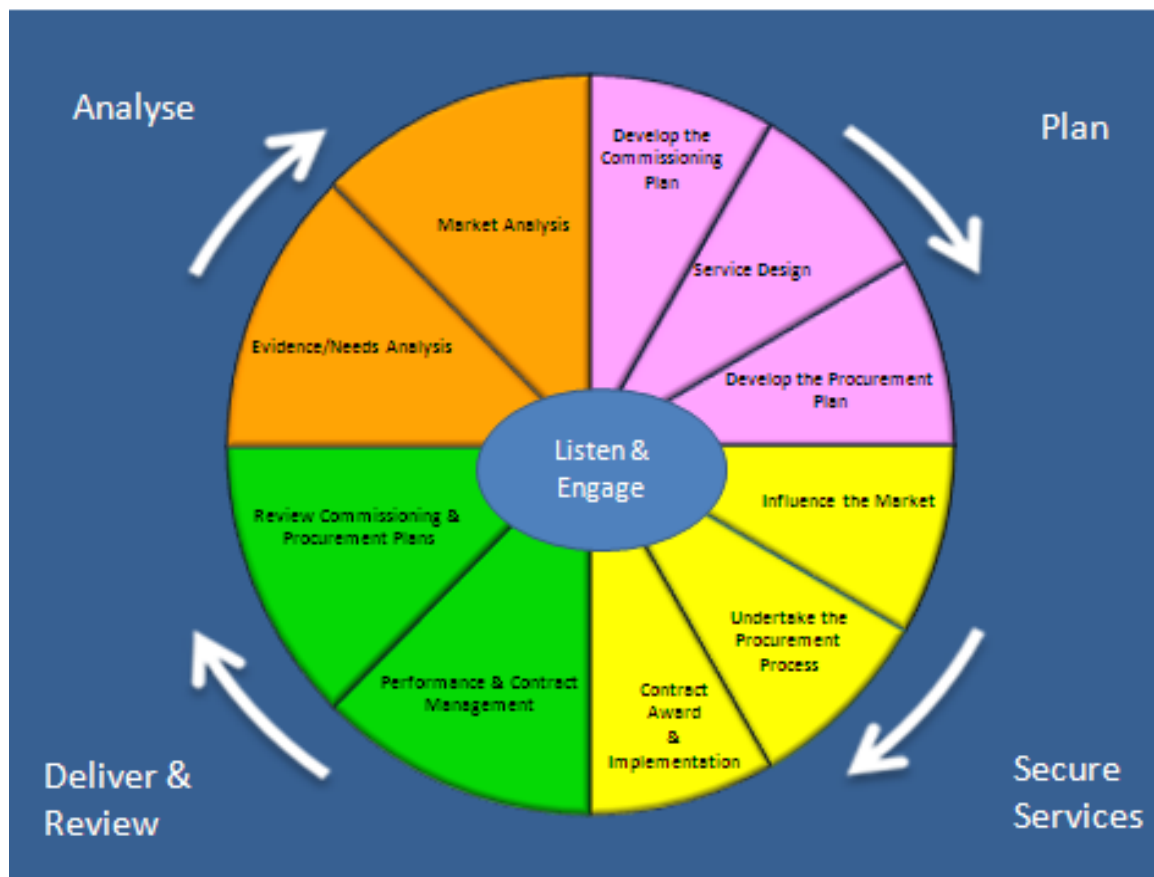 Analyse
Plan
Develop the
Commissioning
Plan
Market Analysis
Service Design
Evidence/Needs Analysis
Develop the Procurement
Plan
Listen &
Engage
Influence the Market
Review Commissioning &
Procurement Plans
Undertake the
Procurement
Process
Performance & Contract
Management
Contract
Award
&
Implementation
Deliver &
Review
Secure
Services